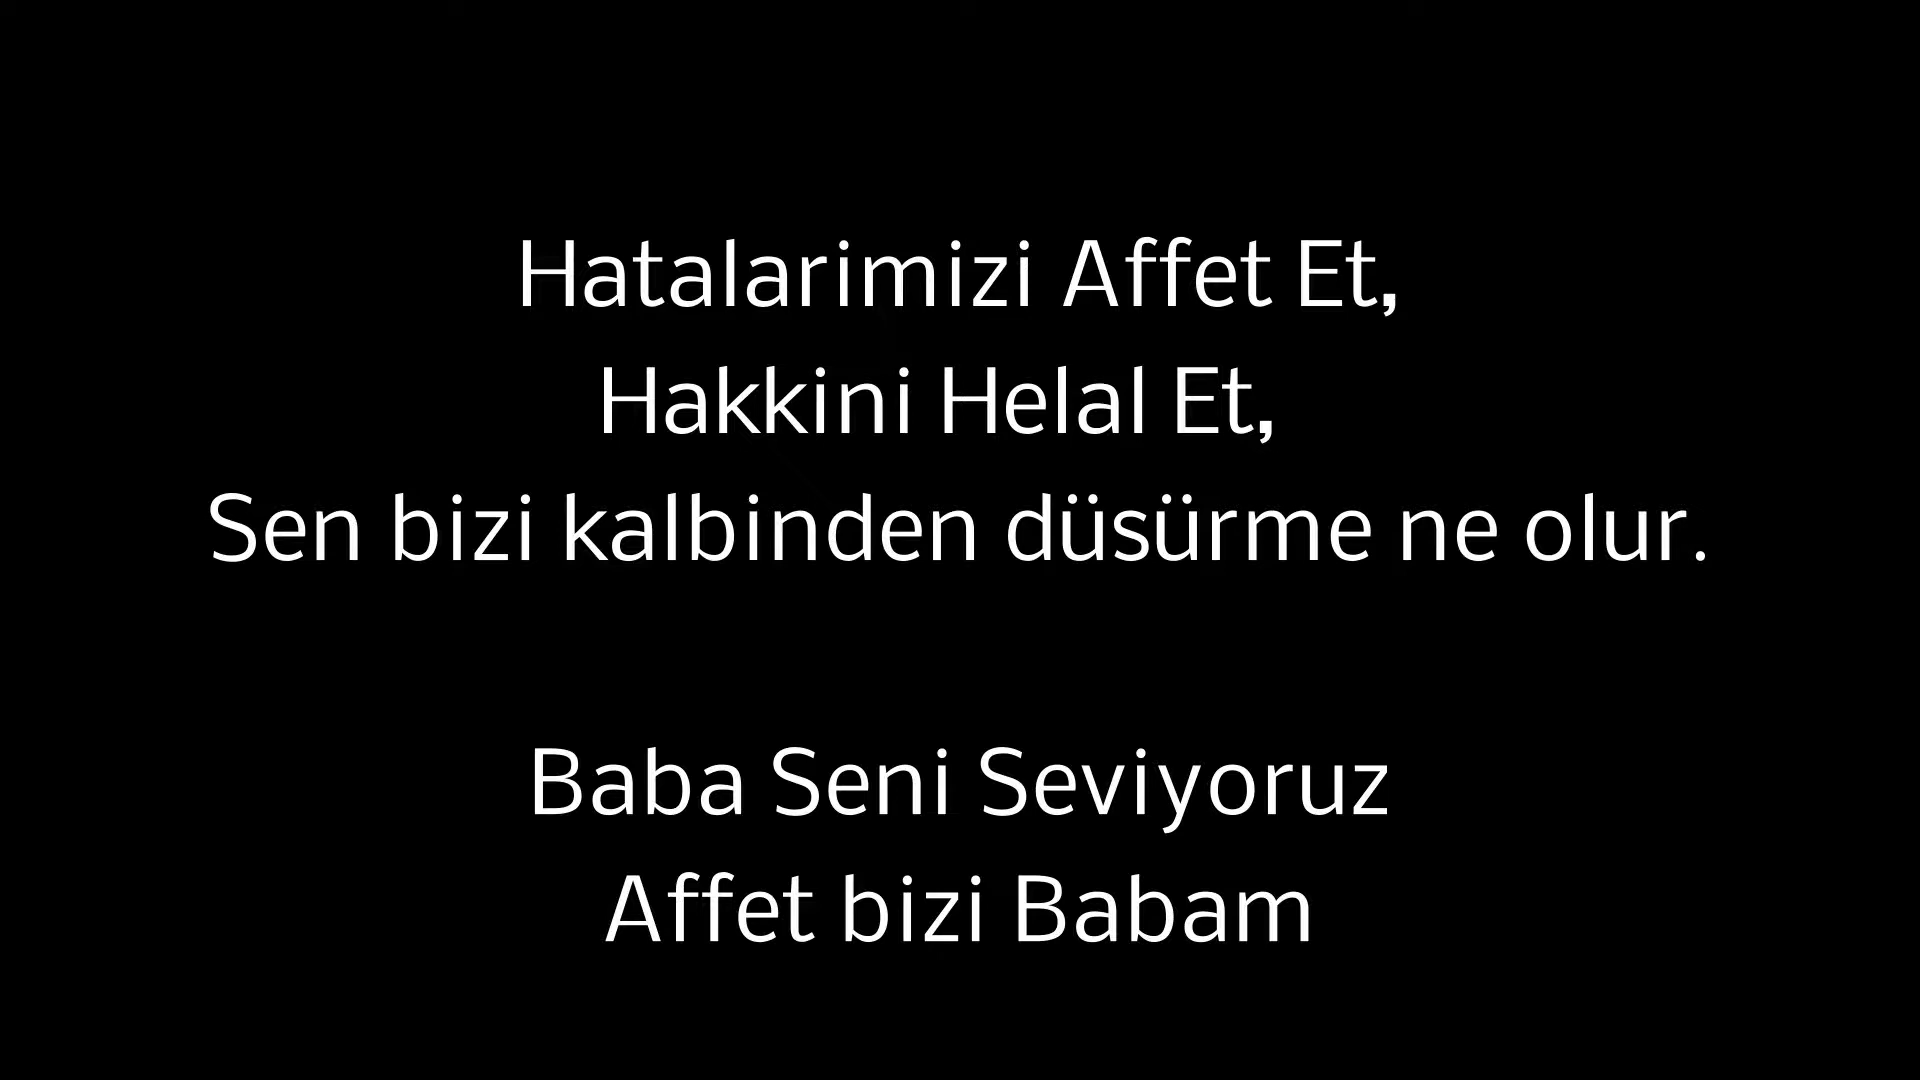 Hatalarimizi Affet Et,
Hakkini Helal Et,
Sen bizi kalbinden düsürme ne olur.
Baba Seni Seviyoruz
Affet bizi Babam